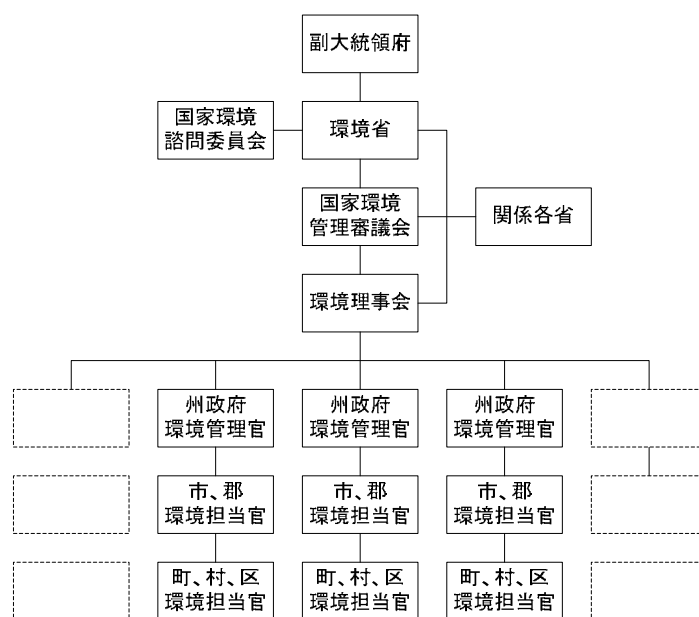 副大統領府
国家環境
諮問委員会
環境省
国家環境
管理審議会
関係各省
環境理事会
州政府
環境管理官
州政府
環境管理官
州政府
環境管理官
市、郡
環境担当官
市、郡
環境担当官
市、郡
環境担当官
町、村、区
環境担当官
町、村、区
環境担当官
町、村、区
環境担当官